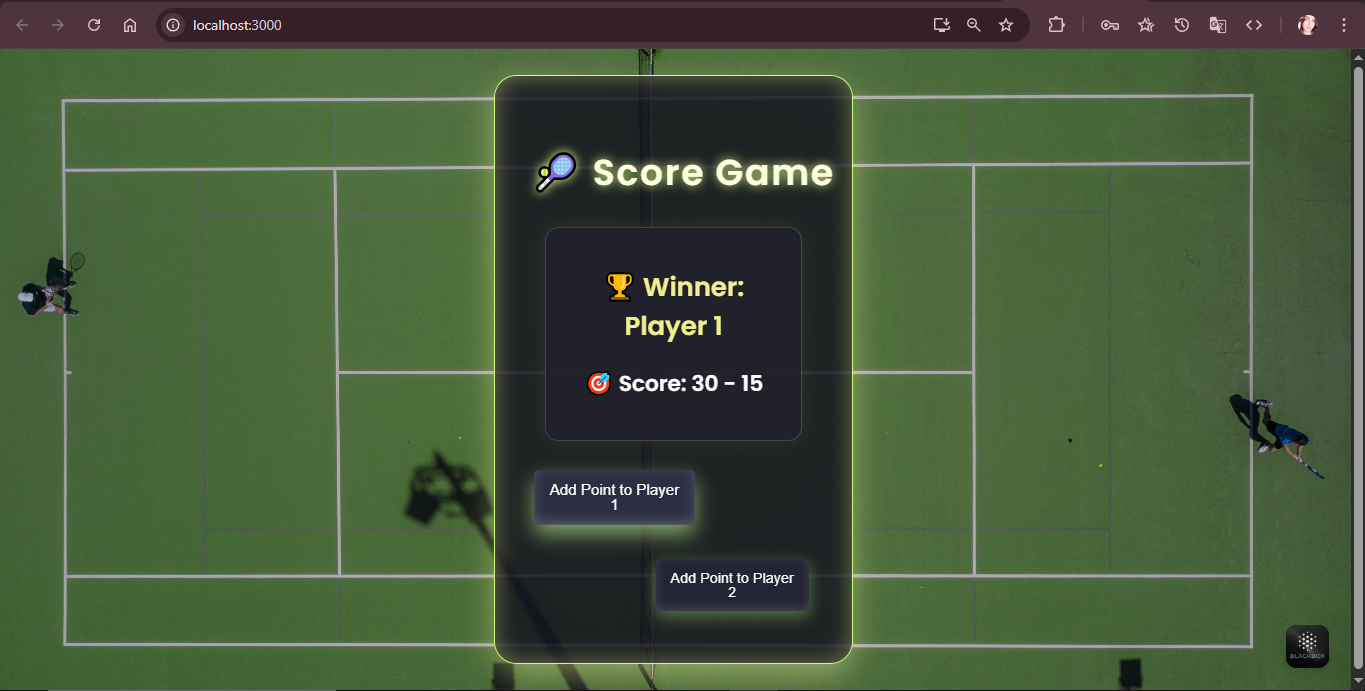 localhost:3000
Score Game
Winner:
Player 1
Score: 30 - 15
Add Point to Player
1
Add Point to Player
2
BLACKBOX